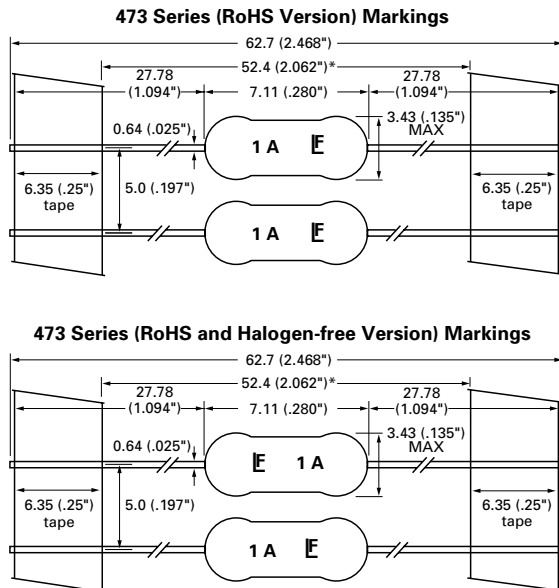 473 Series (RoHS Version) Markings
62.7 (2.468")
52.4 (2.062")*
27.78
(1.094")
7.11 (.280")
27.78
(1.094")
0.64 (.025")
3.43 (.135")
MAX
1 A LF
6.35 (.25")
tape
5.0 (.197")
6.35 (.25")
tape
1 A LF
473 Series (RoHS and Halogen-free Version) Markings
62.7 (2.468")
52.4 (2.062")*
27.78
(1.094")
7.11 (.280")
27.78
(1.094")
0.64 (.025")
3.43 (.135")
MAX
LF 1 A
6.35 (.25")
tape
5.0 (.197")
6.35 (.25")
tape
1 A LF